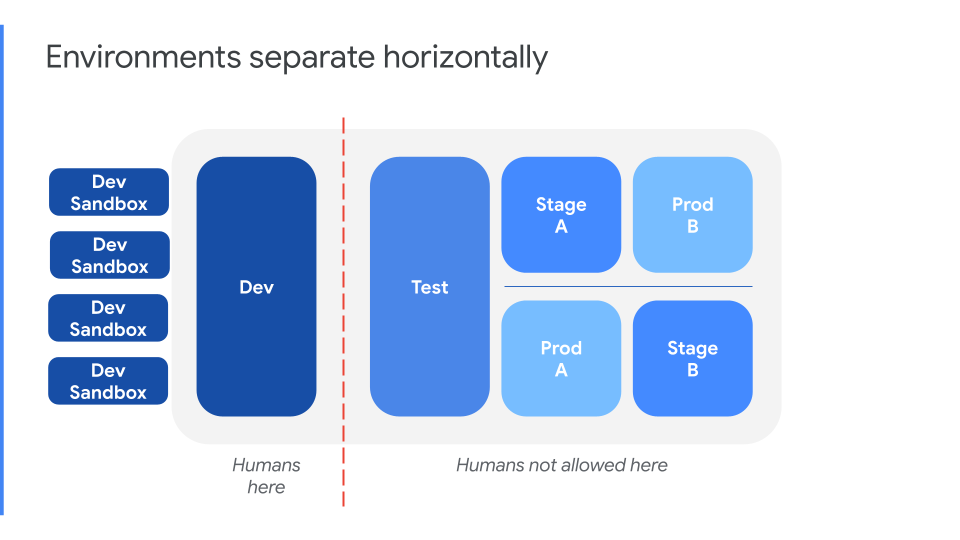 Environments separate horizontally
Dev
Sandbox
Dev
Sandbox
Dev
Sandbox
Dev
Sandbox
Dev
Test
Stage
A
Prod
B
Prod
A
Stage
B
Humans
here
Humans not allowed here